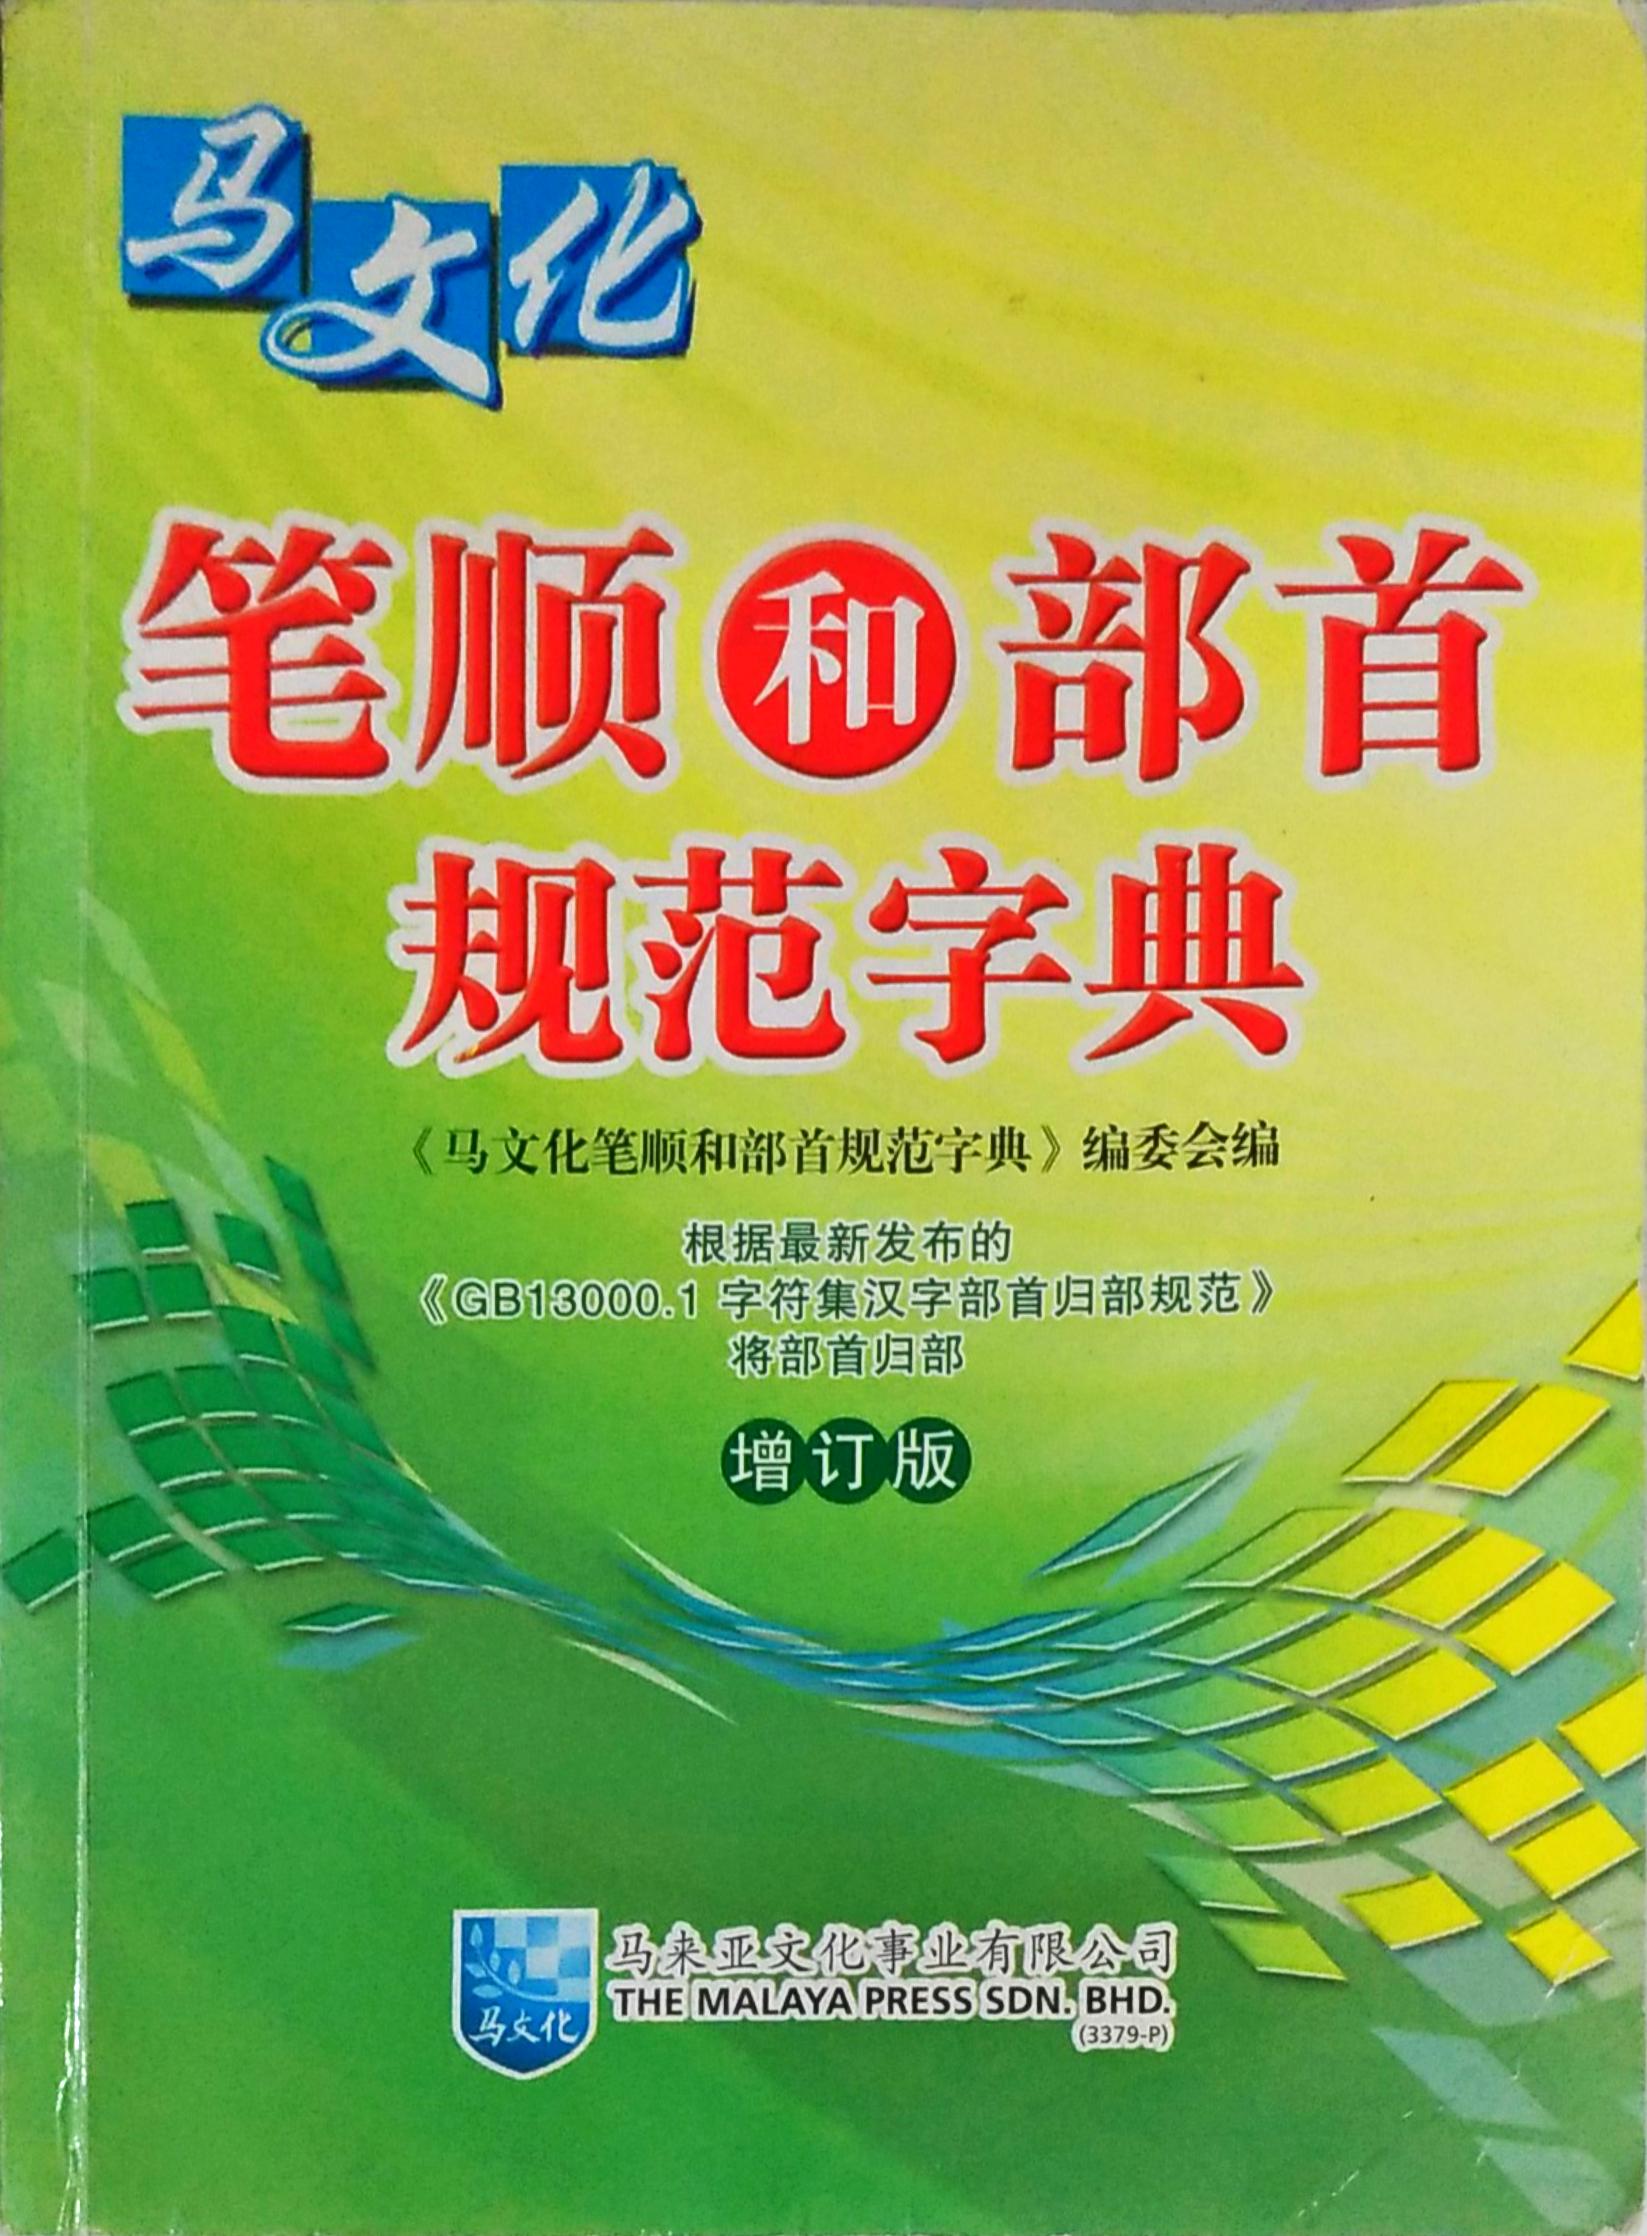 马文化
笔顺和部首
规范字典
《马文化笔顺和部首规范字典》编委会编
根据最新发布的
《GB13000.1 字符集汉字部首归部规范》
将部首归部
增订版
马来亚文化事业有限公司
THE MALAYA PRESS SDN. BHD.
(3379-P)
马文化